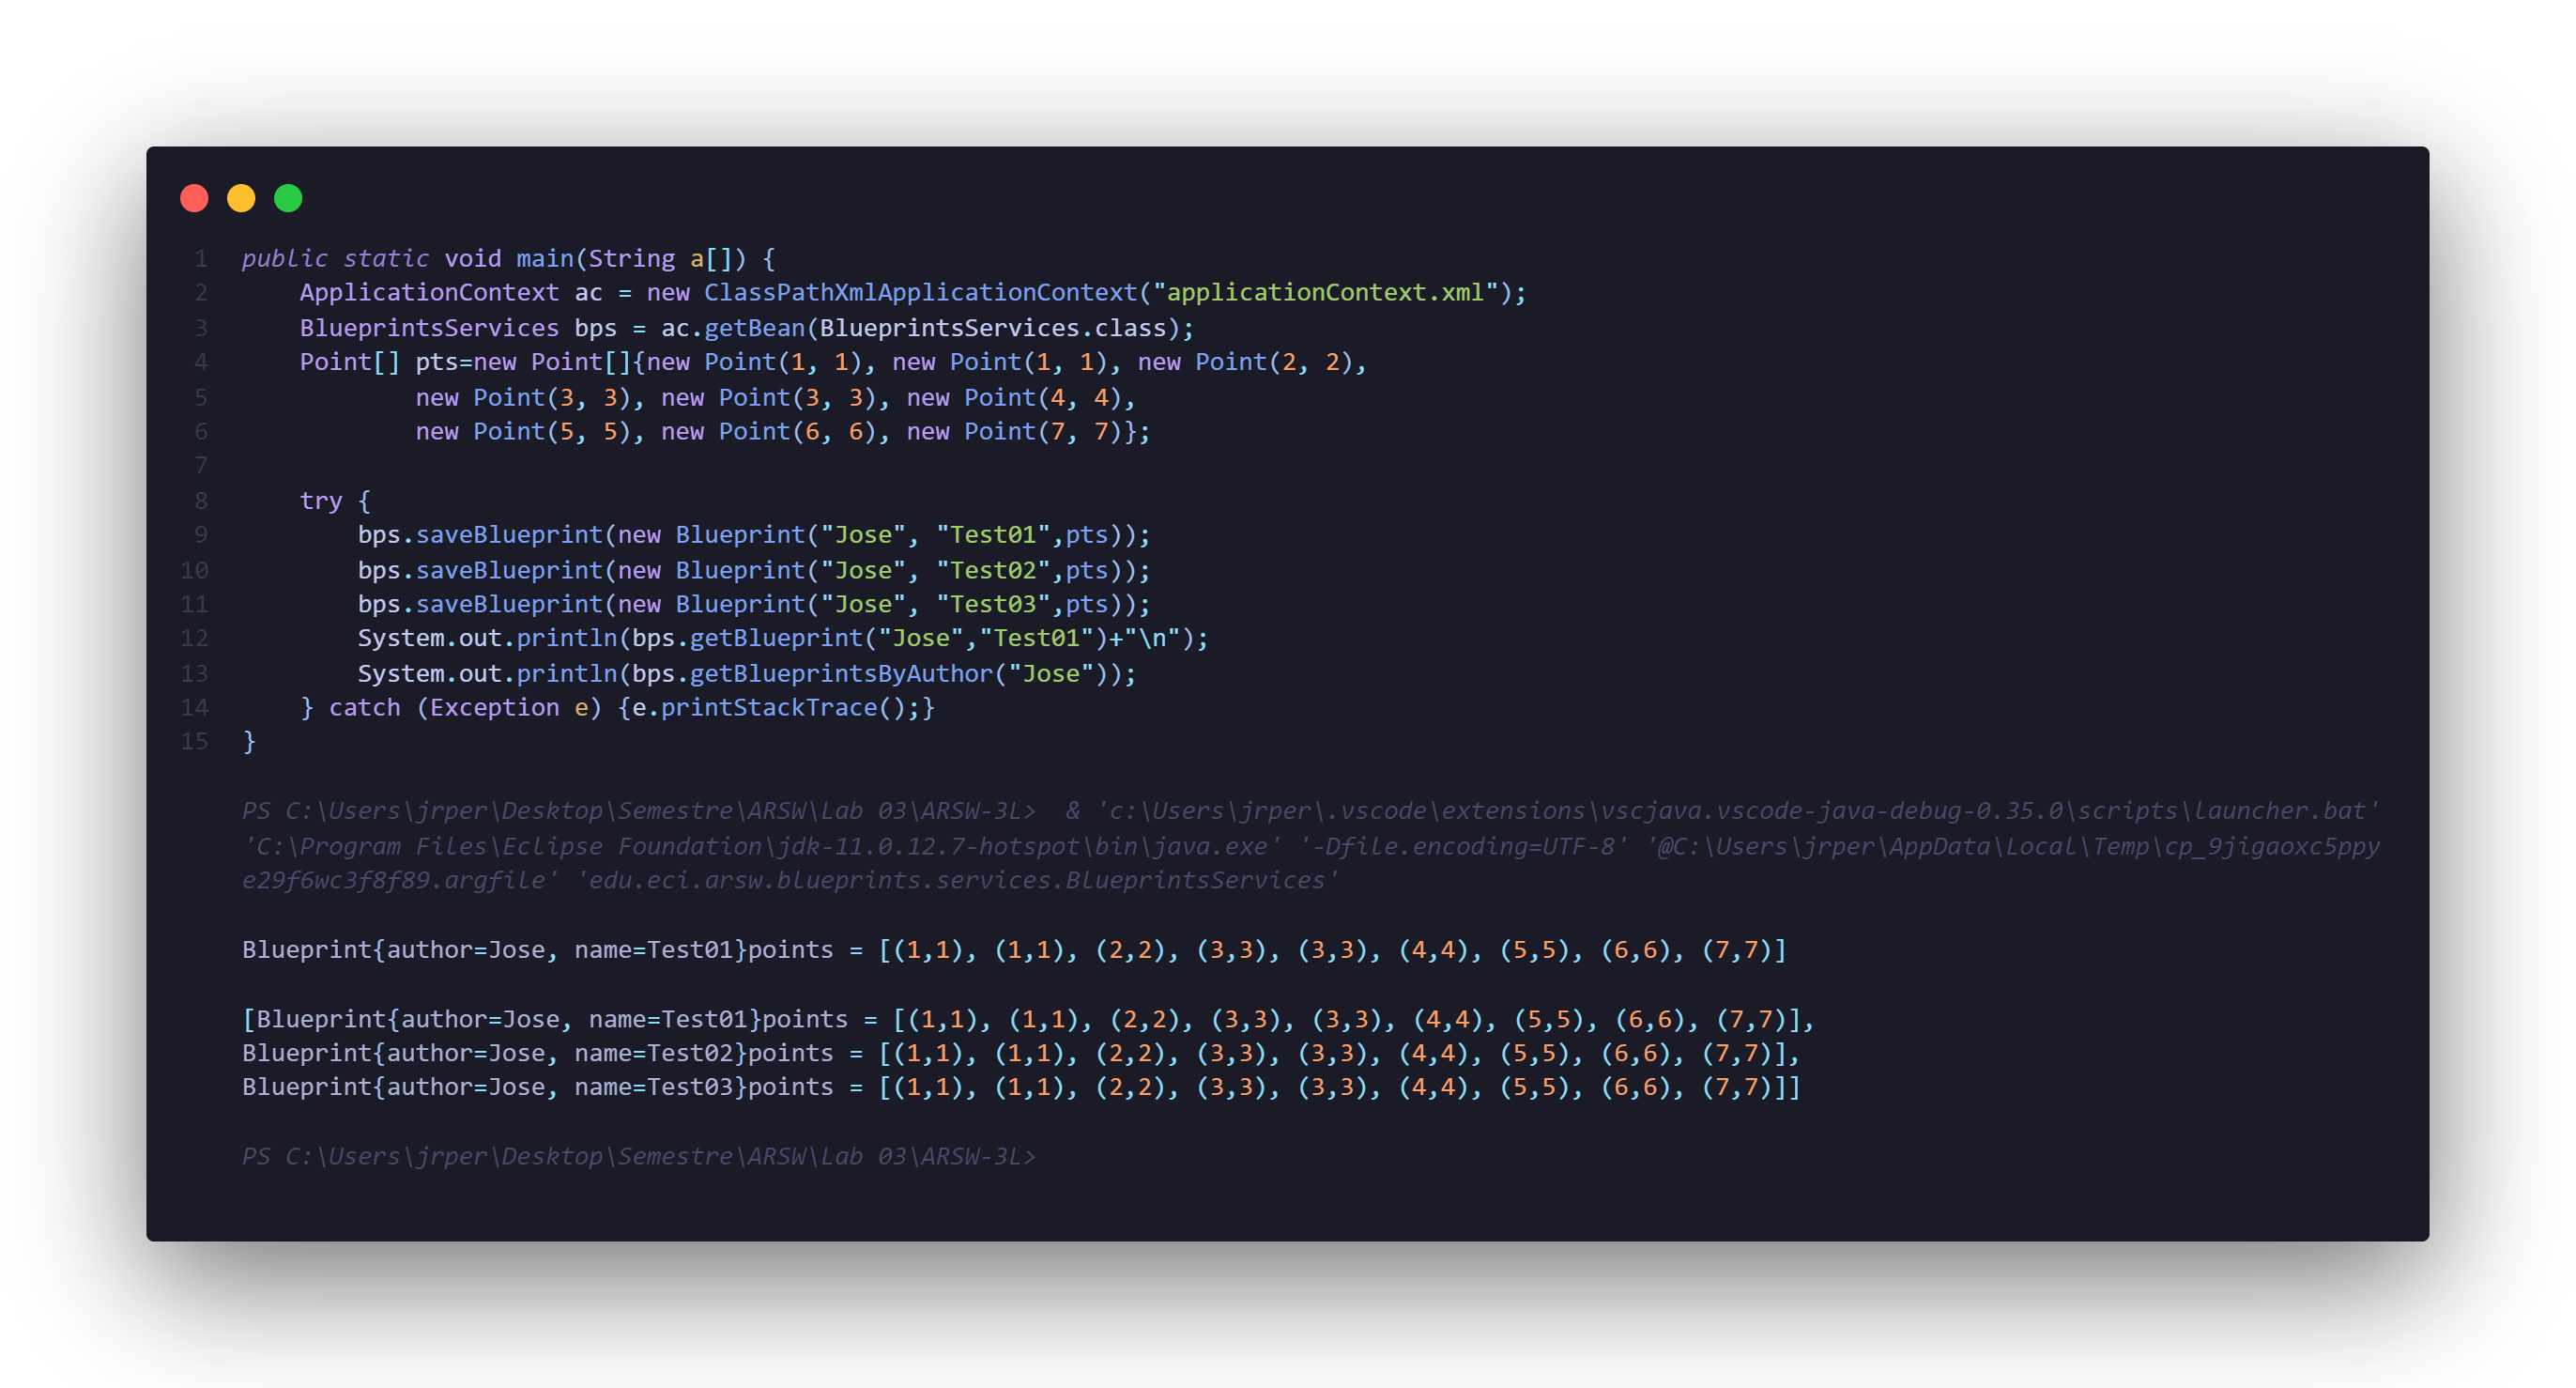 1 public static void main(String a[]) {
2     ApplicationContext ac = new ClassPathXmlApplicationContext("applicationContext.xml");
3     BlueprintsServices bps = ac.getBean(BlueprintsServices.class);
4     Point[] pts=new Point[]{new Point(1, 1), new Point(1, 1), new Point(2, 2),
5             new Point(3, 3), new Point(3, 3), new Point(4, 4),
6             new Point(5, 5), new Point(6, 6), new Point(7, 7)};
7
8     try {
9         bps.saveBlueprint(new Blueprint("Jose", "Test01",pts));
10         bps.saveBlueprint(new Blueprint("Jose", "Test02",pts));
11         bps.saveBlueprint(new Blueprint("Jose", "Test03",pts));
12         System.out.println(bps.getBlueprint("Jose","Test01")+"\n");
13         System.out.println(bps.getBlueprintsByAuthor("Jose"));
14     } catch (Exception e) {e.printStackTrace();}
15 }
PS C:\Users\jrper\Desktop\Semestre\ARSW\Lab 03\ARSW-3L>  & 'c:\Users\jrper\.vscode\extensions\vscjava.vscode-java-debug-0.35.0\scripts\launcher.bat'
'C:\Program Files\Eclipse Foundation\jdk-11.0.12.7-hotspot\bin\java.exe' '-Dfile.encoding=UTF-8' '@C:\Users\jrper\AppData\Local\Temp\cp_9jigaoxc5ppy
e29f6wc3f8f89.argfile' 'edu.eci.arsw.blueprints.services.BlueprintsServices'
Blueprint{author=Jose, name=Test01}points = [(1,1), (1,1), (2,2), (3,3), (3,3), (4,4), (5,5), (6,6), (7,7)]
[Blueprint{author=Jose, name=Test01}points = [(1,1), (1,1), (2,2), (3,3), (3,3), (4,4), (5,5), (6,6), (7,7)],
Blueprint{author=Jose, name=Test02}points = [(1,1), (1,1), (2,2), (3,3), (3,3), (4,4), (5,5), (6,6), (7,7)],
Blueprint{author=Jose, name=Test03}points = [(1,1), (1,1), (2,2), (3,3), (3,3), (4,4), (5,5), (6,6), (7,7)]]
PS C:\Users\jrper\Desktop\Semestre\ARSW\Lab 03\ARSW-3L>